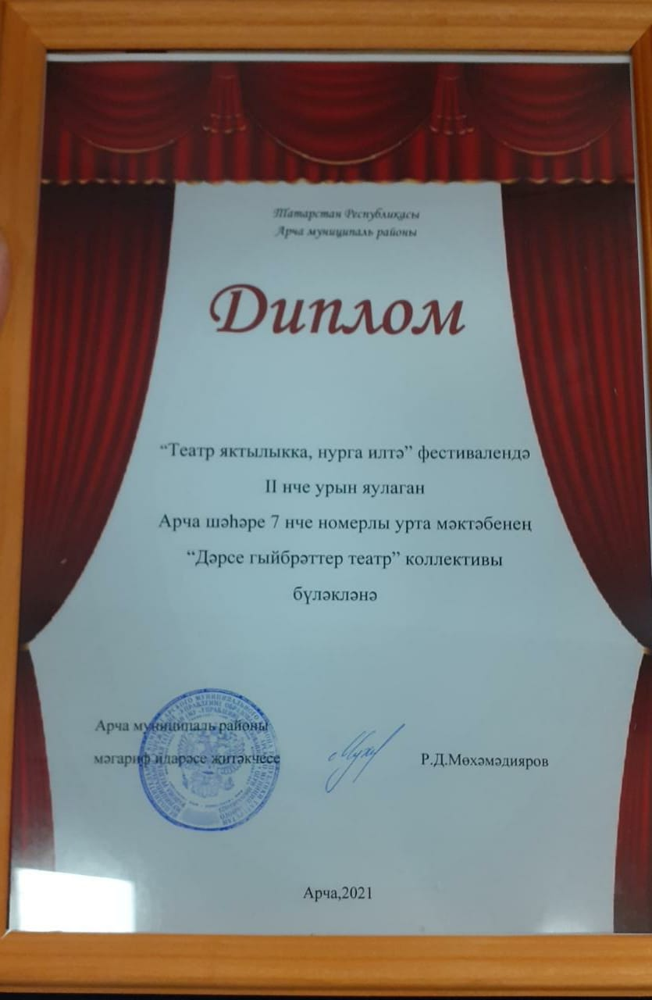 Татарстан Республикасы
Арча муниципаль районы
Диплом
“Театр яктылыкка, нурга илтә” фестивалендә
II нче урын яулаган
Арча шәһәре 7 нче номерлы урта мәктәбенең
“Дәрсе гыйбрәттер театр” коллективы
бүләкләнә
Арча муниципаль районы
мәгариф идарәсе җитәкчесе
Р.Д.Мөхәмәдияров
Арча,2021